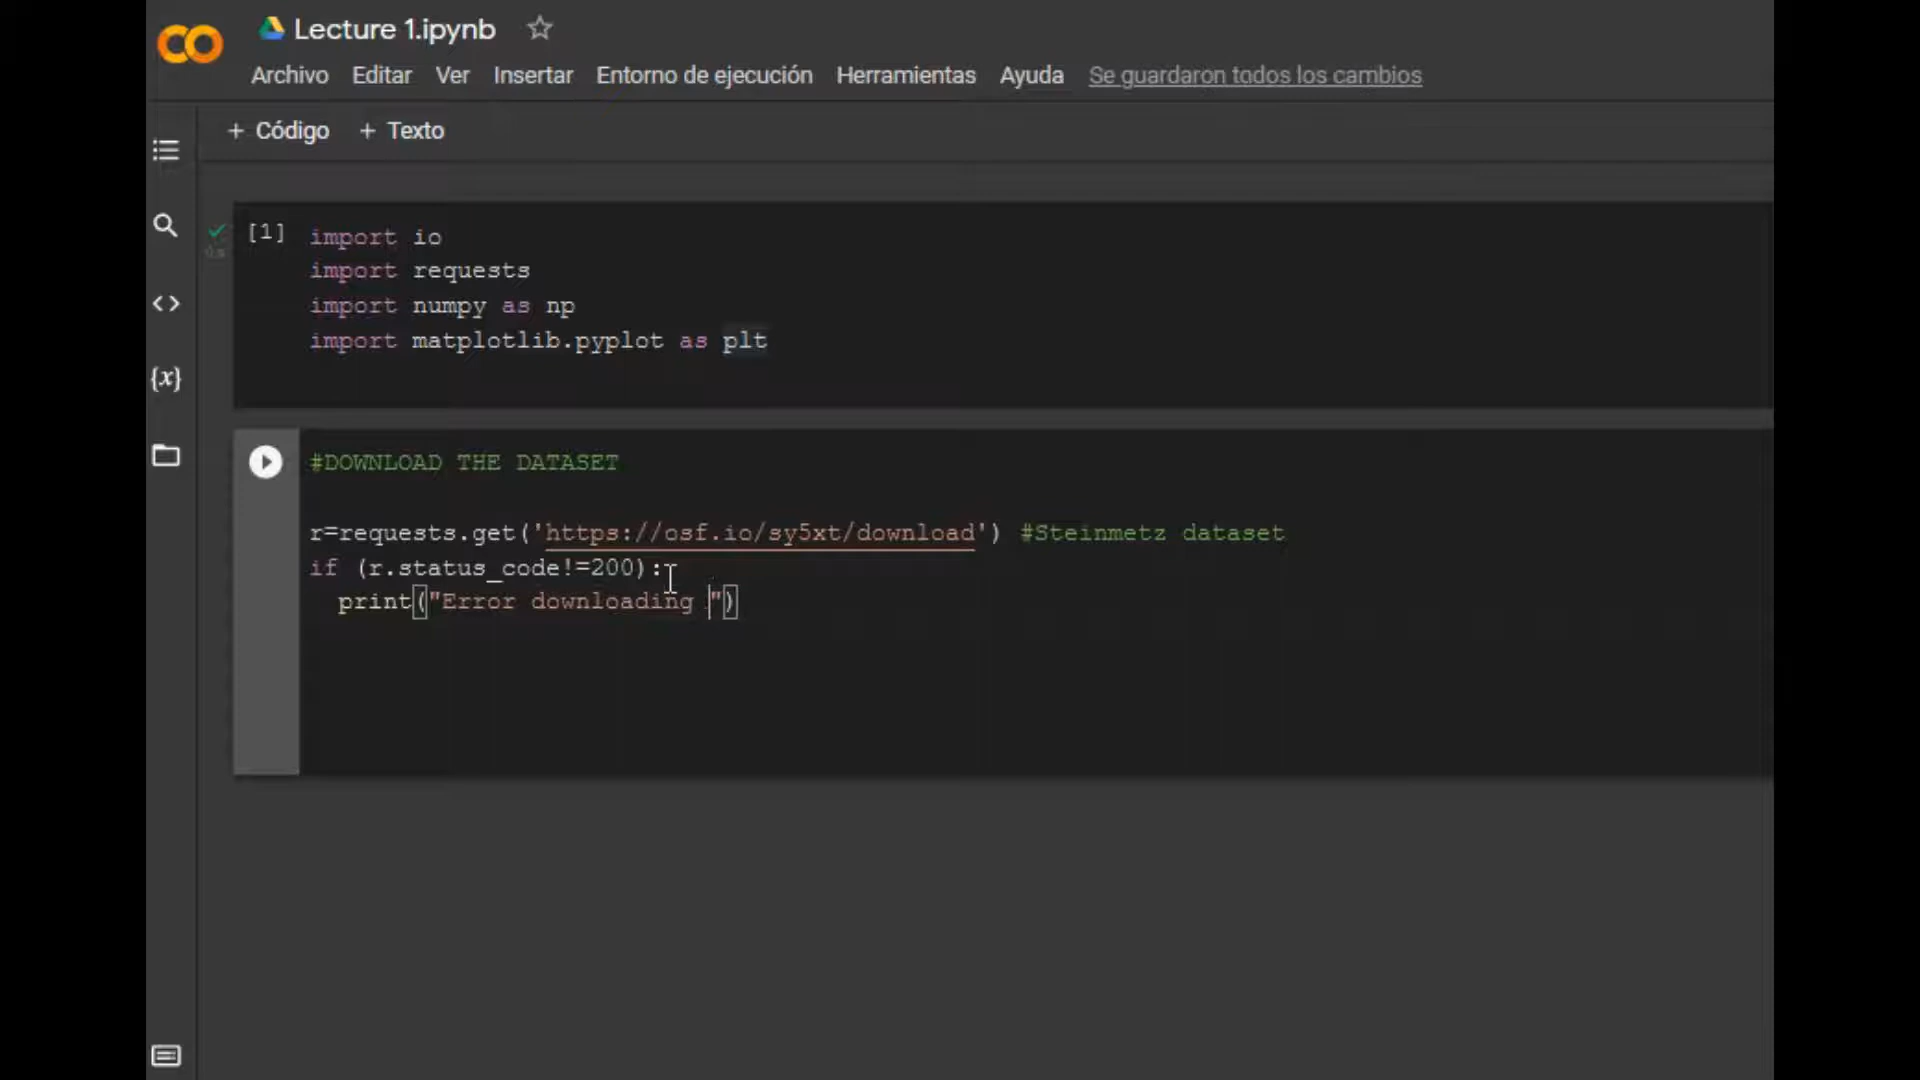 Lecture 1.ipynb
Archivo Editar Ver Insertar Entorno de ejecución Herramientas Ayuda Se guardaron todos los cambios
+ Código + Texto
[1] import io
import requests
import numpy as np
import matplotlib.pyplot as plt
#DOWNLOAD THE DATASET
r=requests.get('https://osf.io/sy5xt/download') #Steinmetz dataset
if (r.status_code!=200):
print("Error downloading ")